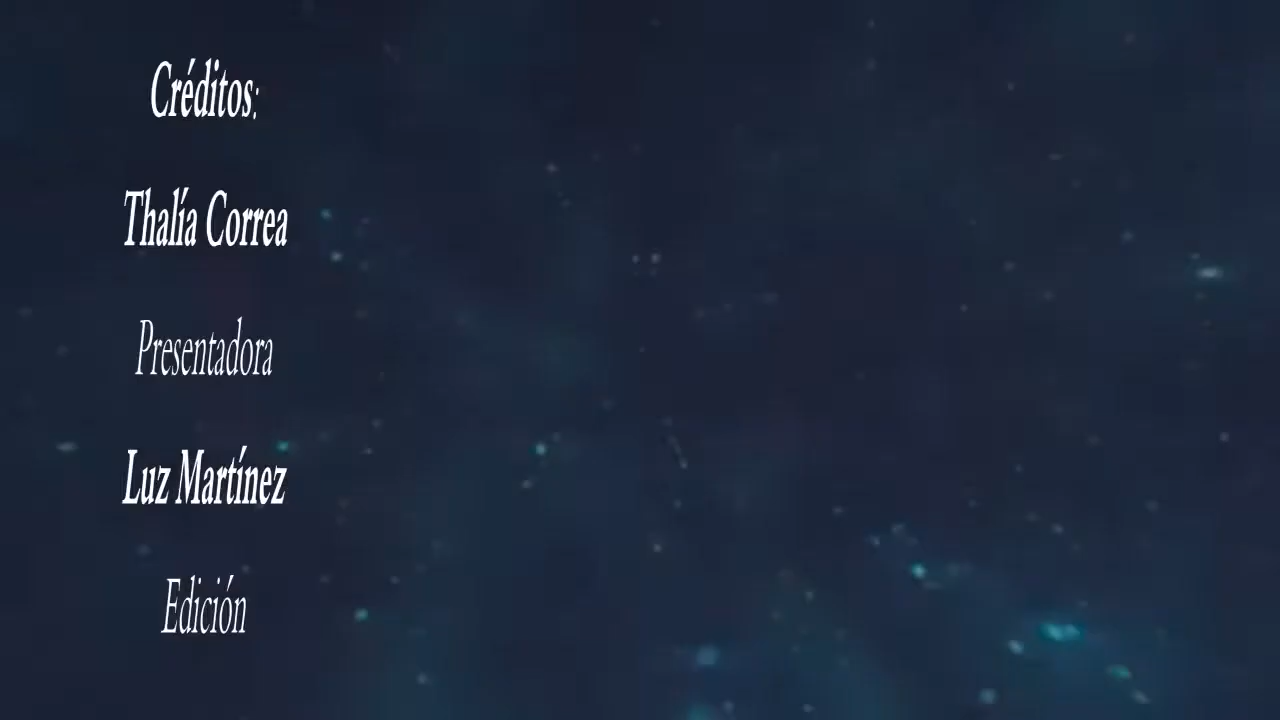 Créditos:
Thalía Correa
Presentadora
Luz Martínez
Edición